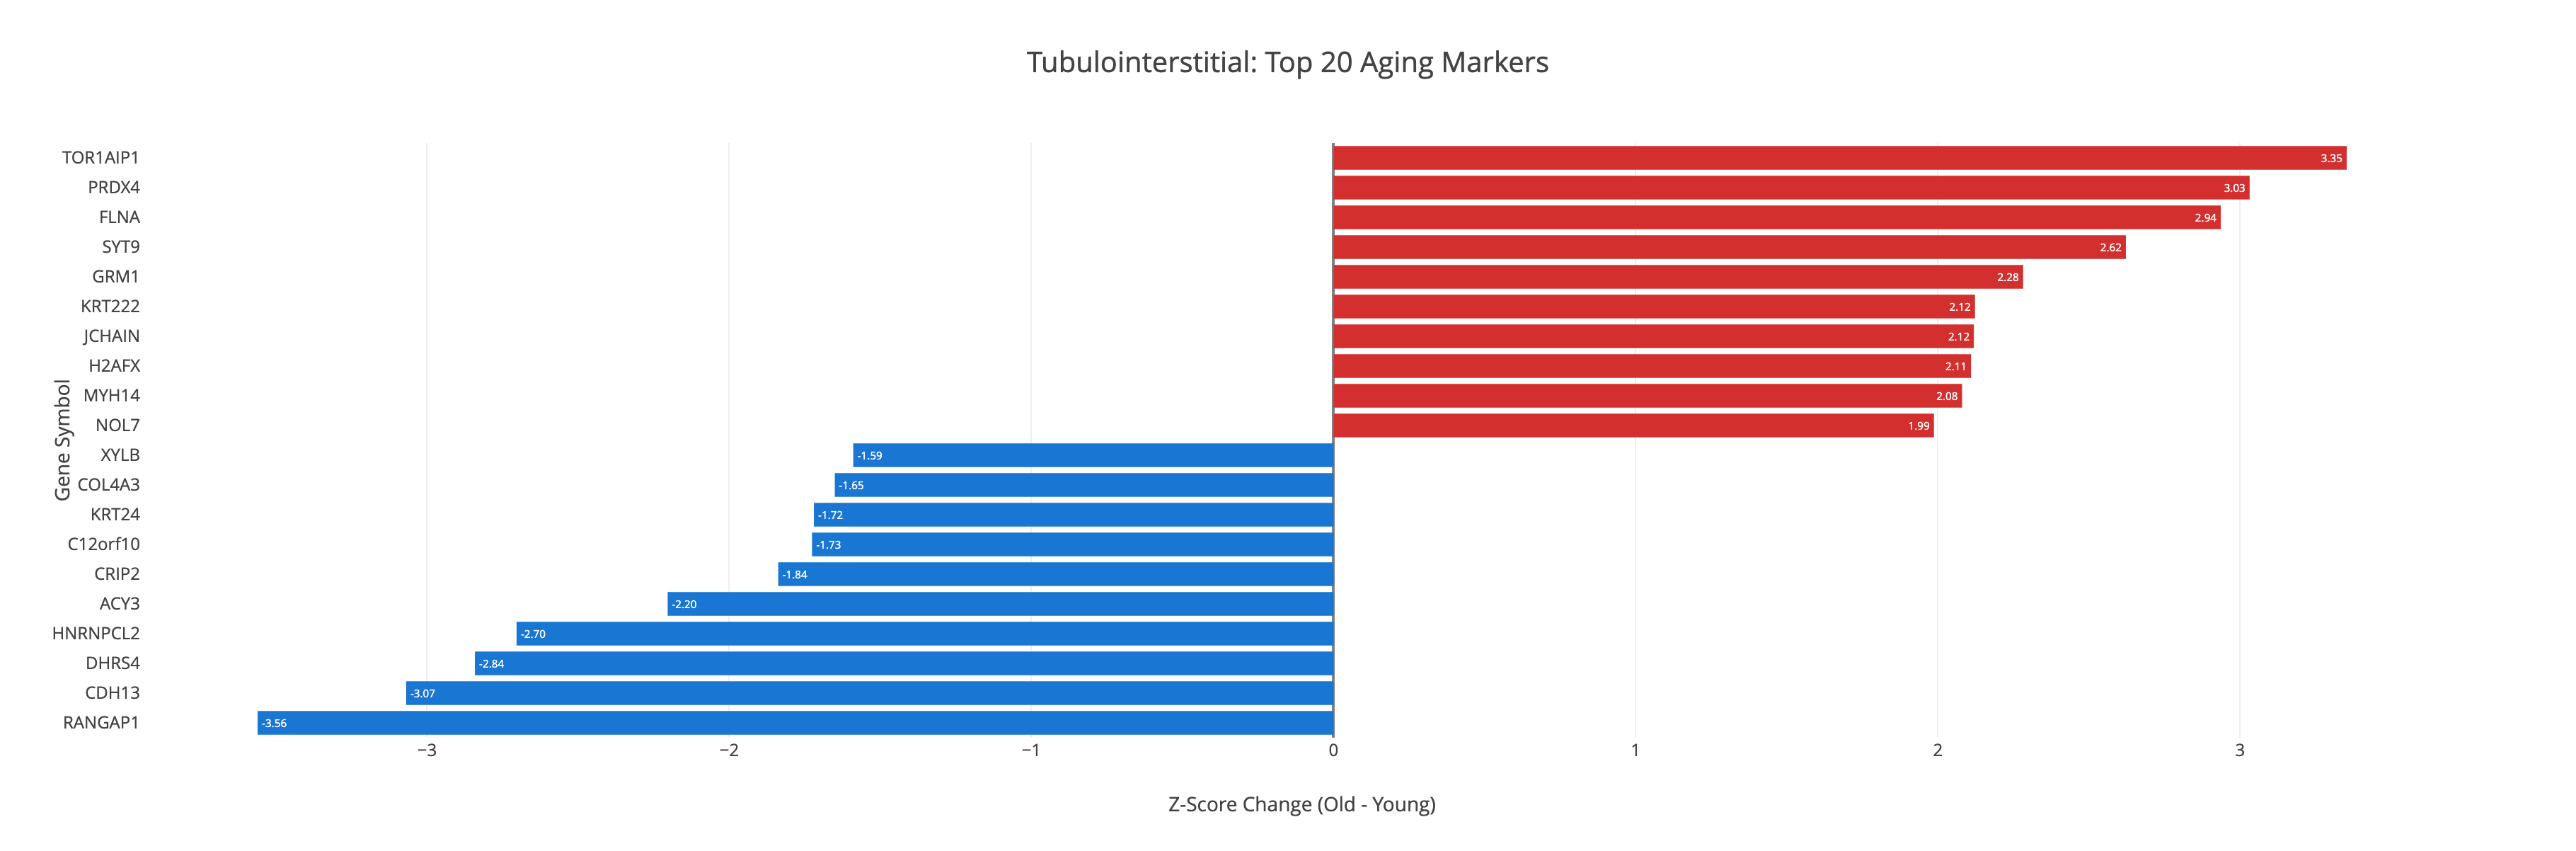 Tubulointerstitial: Top 20 Aging Markers
Gene Symbol
TOR1AIP1 3.35
PRDX4 3.03
FLNA 2.94
SYT9 2.62
GRM1 2.28
KRT222 2.12
JCHAIN 2.12
H2AFX 2.11
MYH14 2.08
NOL7 1.99
XYLB -1.59
COL4A3 -1.65
KRT24 -1.72
C12orf10 -1.73
CRIP2 -1.84
ACY3 -2.20
HNRNPCL2 -2.70
DHRS4 -2.84
CDH13 -3.07
RANGAP1 -3.56
−3 −2 −1 0 1 2 3
Z-Score Change (Old - Young)